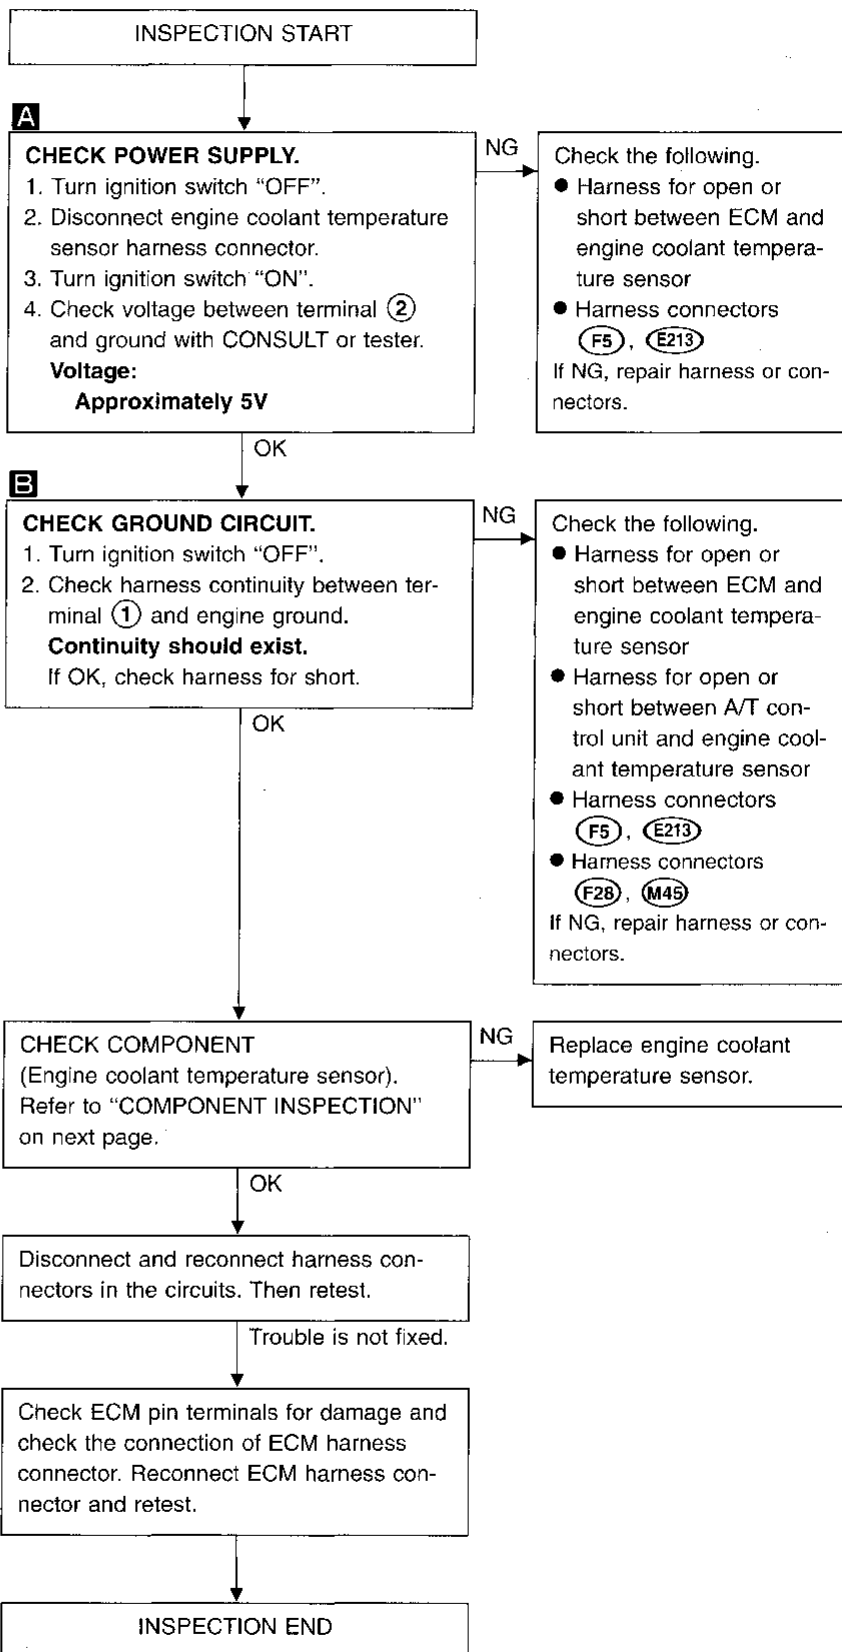 INSPECTION START
A
CHECK POWER SUPPLY.
1. Turn ignition switch “OFF”.
2. Disconnect engine coolant temperature
sensor harness connector.
3. Turn ignition switch “ON”.
4. Check voltage between terminal ②
and ground with CONSULT or tester.
Voltage:
Approximately 5V
NG
Check the following.
● Harness for open or
short between ECM and
engine coolant tempera-
ture sensor
● Harness connectors
F5, E213
If NG, repair harness or con-
nectors.
OK
B
CHECK GROUND CIRCUIT.
1. Turn ignition switch “OFF”.
2. Check harness continuity between ter-
minal ① and engine ground.
Continuity should exist.
If OK, check harness for short.
NG
Check the following.
● Harness for open or
short between ECM and
engine coolant tempera-
ture sensor
● Harness for open or
short between A/T con-
trol unit and engine cool-
ant temperature sensor
● Harness connectors
F5, E213
● Harness connectors
F28, M45
If NG, repair harness or con-
nectors.
OK
CHECK COMPONENT
(Engine coolant temperature sensor).
Refer to “COMPONENT INSPECTION”
on next page.
NG
Replace engine coolant
temperature sensor.
OK
Disconnect and reconnect harness con-
nectors in the circuits. Then retest.
Trouble is not fixed.
Check ECM pin terminals for damage and
check the connection of ECM harness
connector. Reconnect ECM harness con-
nector and retest.
INSPECTION END